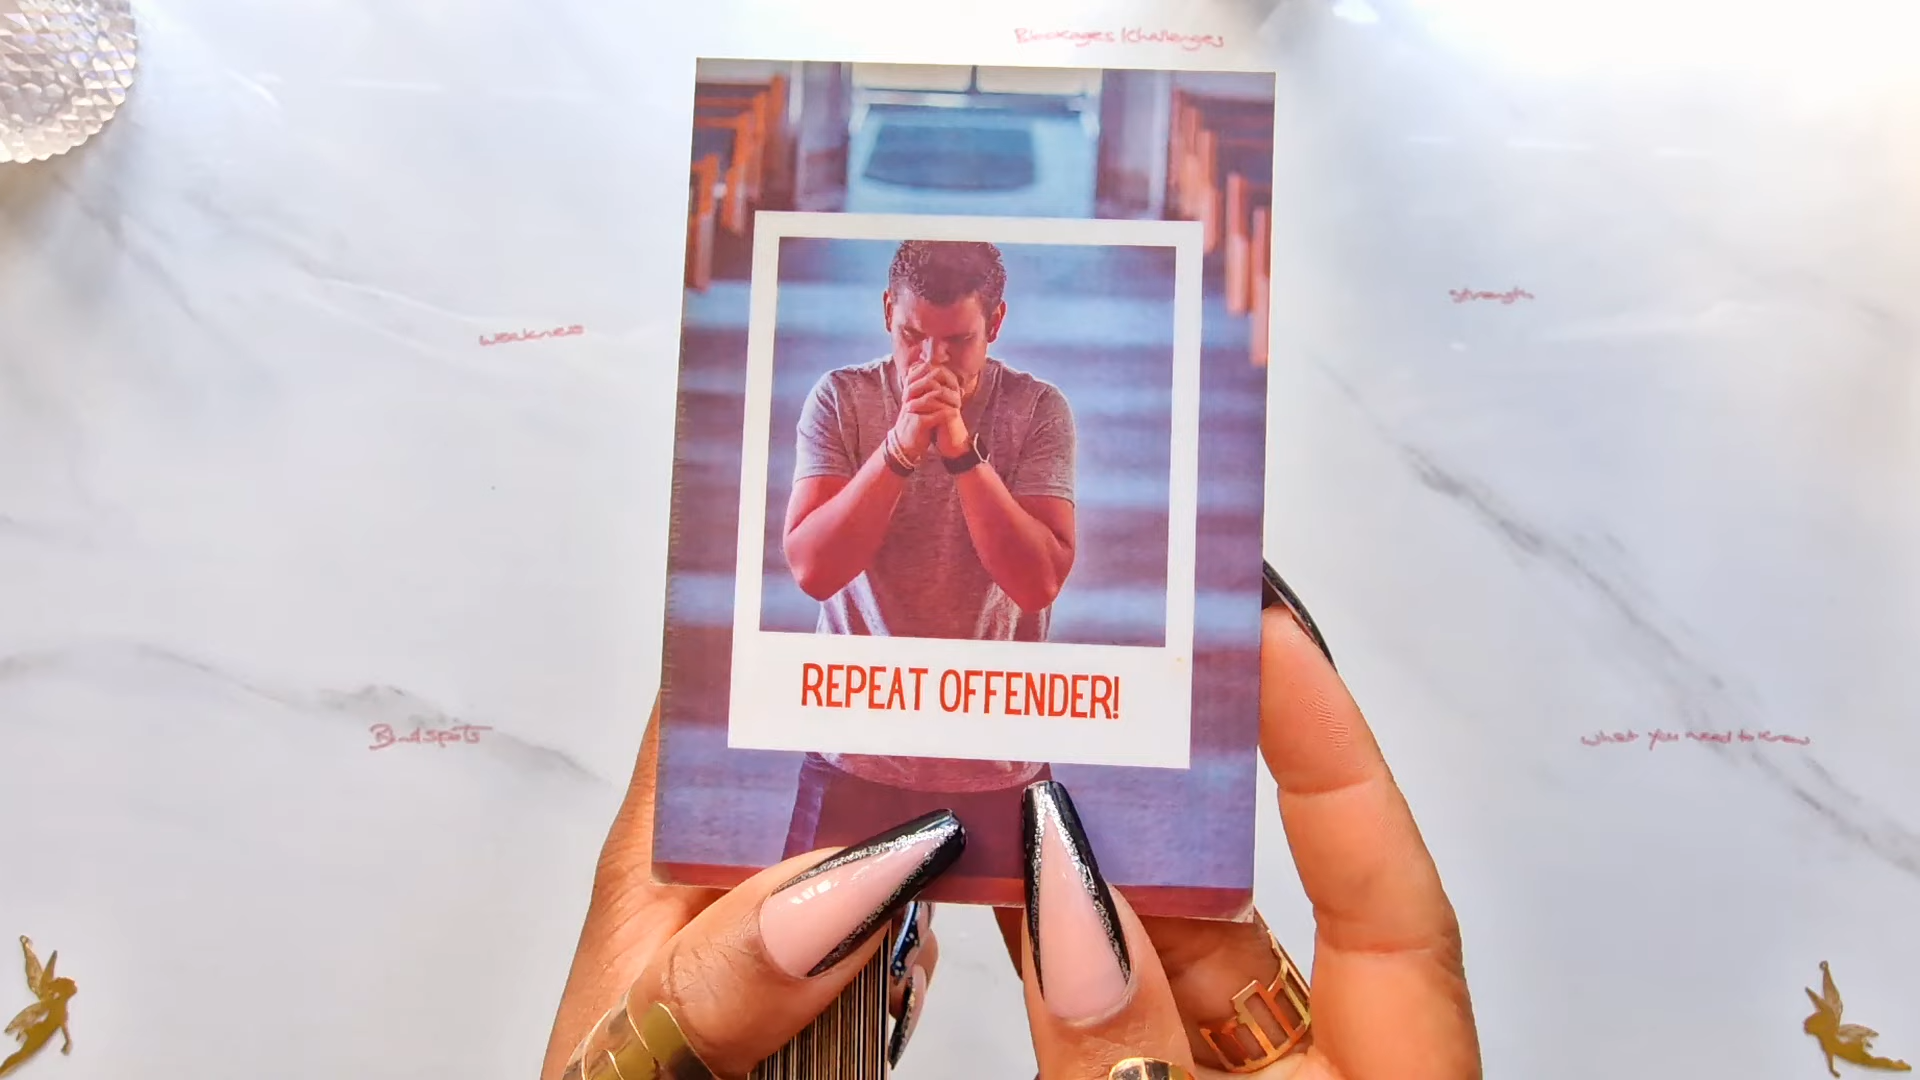 Blockages/Challenges
strength
weakness
REPEAT OFFENDER!
Blindspots
what you need to know